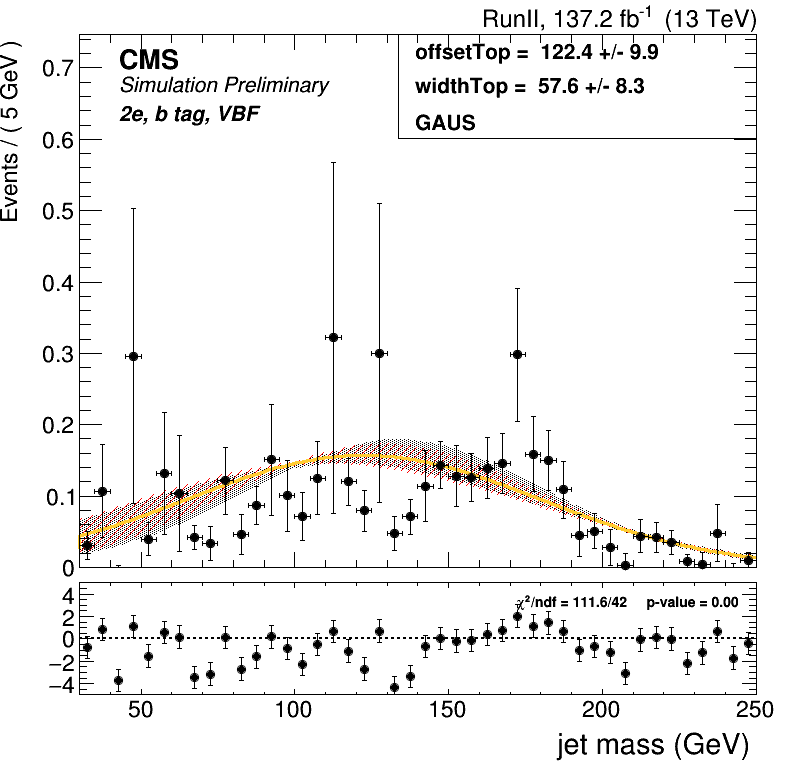 RunII, 137.2 fb⁻¹ (13 TeV)
CMS
Simulation Preliminary
2e, b tag, VBF
offsetTop = 122.4 +/- 9.9
widthTop = 57.6 +/- 8.3
GAUS
Events / ( 5 GeV )
0.7
0.6
0.5
0.4
0.3
0.2
0.1
0
χ²/ndf = 111.6/42 p-value = 0.00
4
2
0
−2
−4
50 100 150 200 250
jet mass (GeV)